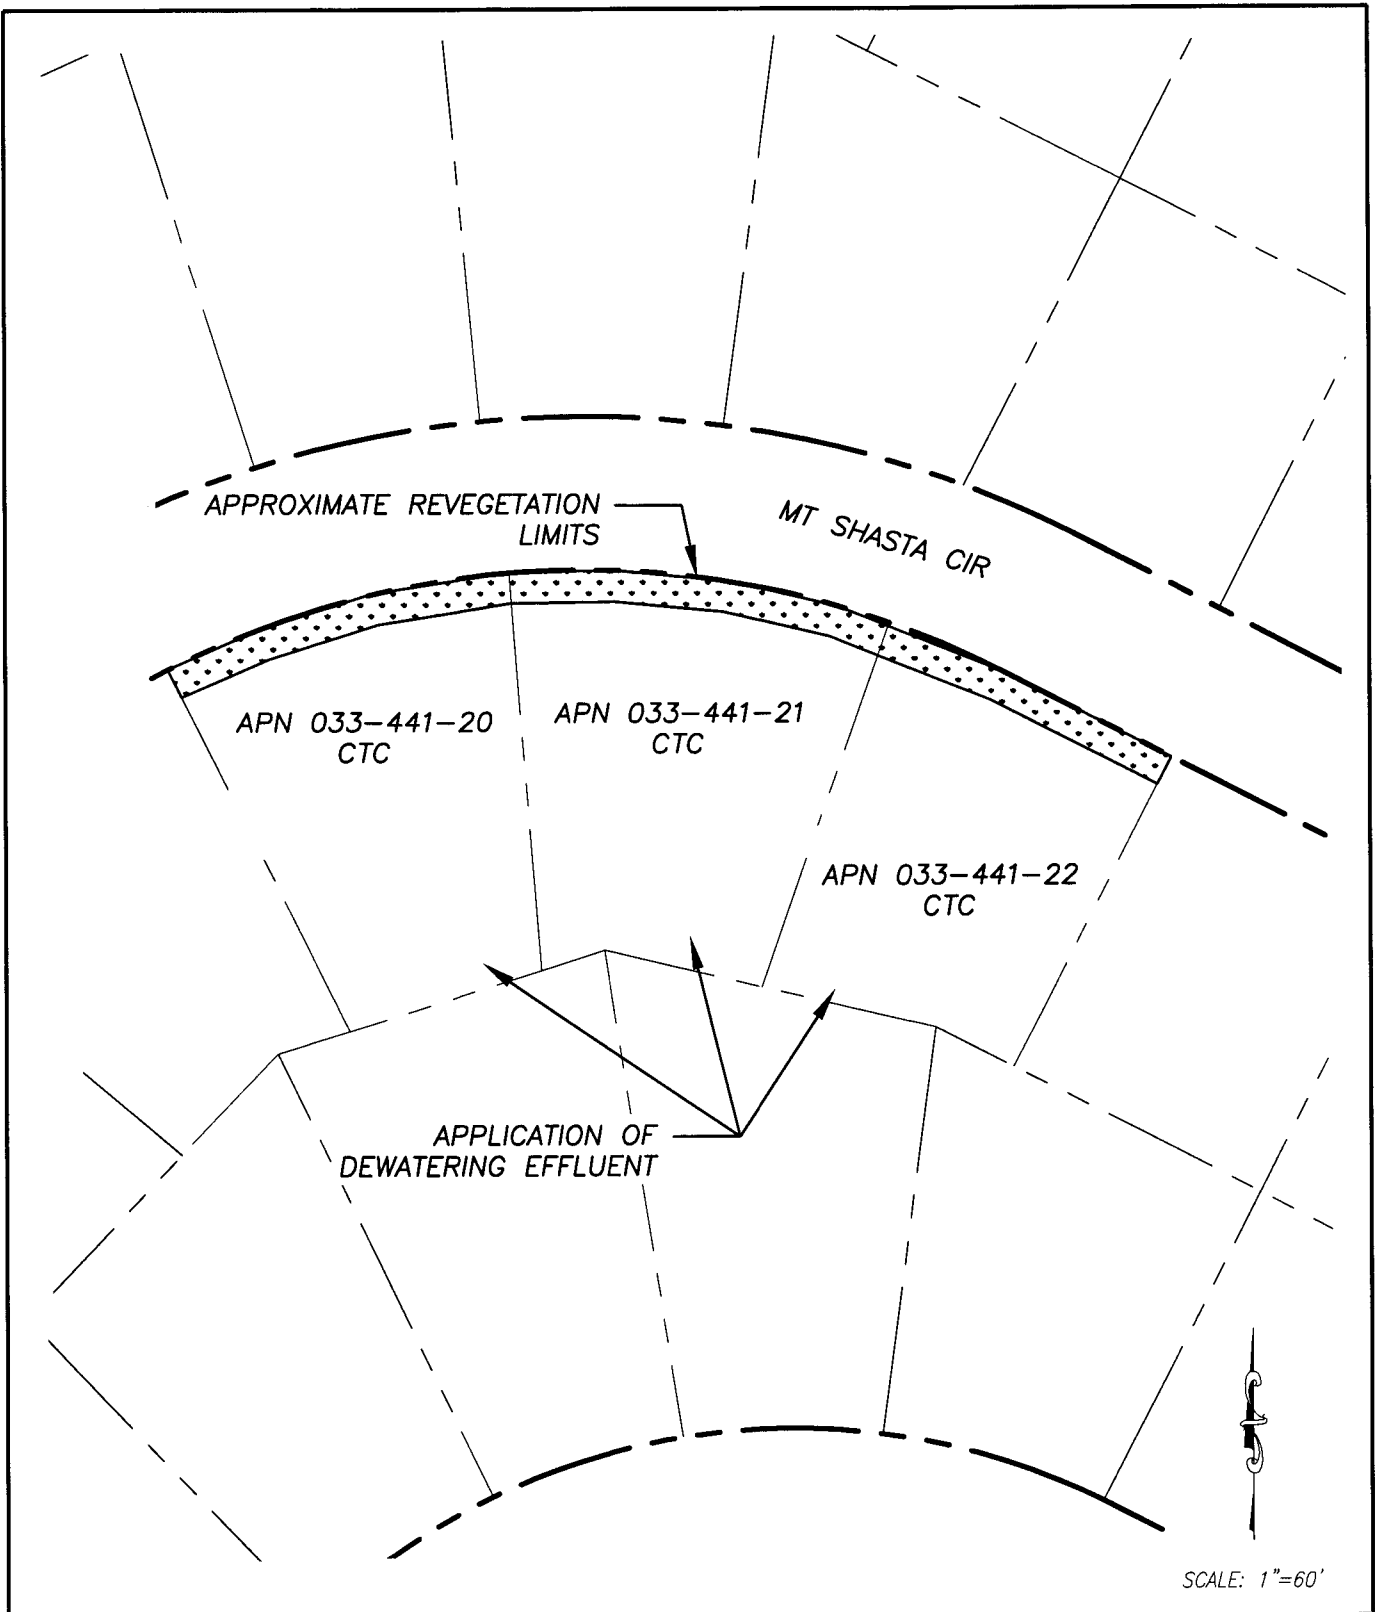 APPROXIMATE REVEGETATION
LIMITS
MT SHASTA CIR
APN 033-441-20
CTC
APN 033-441-21
CTC
APN 033-441-22
CTC
APPLICATION OF
DEWATERING EFFLUENT
SCALE: 1"=60'